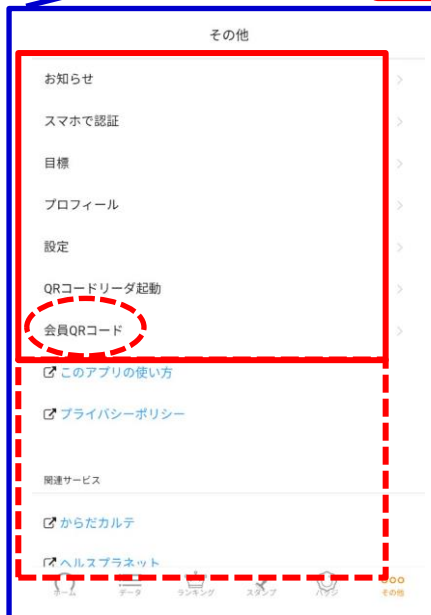 その他
お知らせ
スマホで認証
目標
プロフィール
設定
QRコードリーダ起動
会員QRコード
このアプリの使い方
プライバシーポリシー
関連サービス
からだカルテ
ヘルスプラネット
ホーム データ ランキング スタンプ バッジ その他